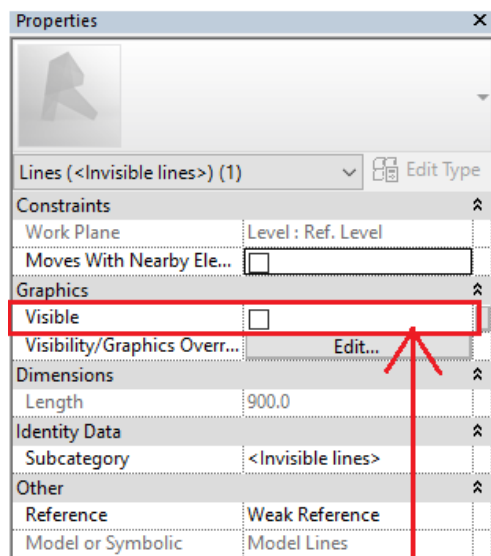 Properties
Lines (<Invisible lines>) (1) Edit Type
Constraints
Work Plane Level : Ref. Level
Moves With Nearby Ele...
Graphics
Visible
Visibility/Graphics Overr... Edit...
Dimensions
Length 900.0
Identity Data
Subcategory <Invisible lines>
Other
Reference Weak Reference
Model or Symbolic Model Lines